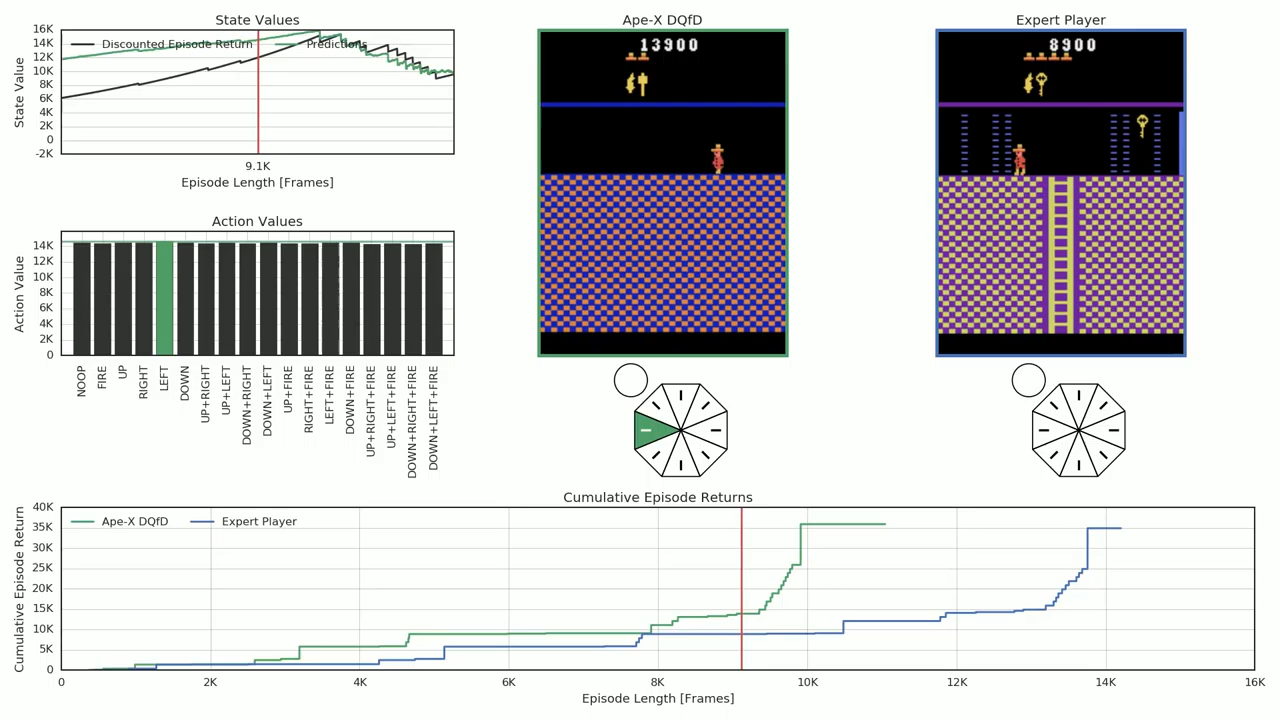 State Values
State Value
16K
14K
12K
10K
8K
6K
4K
2K
0
-2K
Discounted Episode Return
Predictions
9.1K
Episode Length [Frames]
Action Values
Action Value
14K
12K
10K
8K
6K
4K
2K
0
NOOP
FIRE
UP
RIGHT
LEFT
DOWN
UP+RIGHT
UP+LEFT
DOWN+RIGHT
DOWN+LEFT
UP+FIRE
RIGHT+FIRE
LEFT+FIRE
DOWN+FIRE
UP+RIGHT+FIRE
UP+LEFT+FIRE
DOWN+RIGHT+FIRE
DOWN+LEFT+FIRE
Ape-X DQfD
13900
Expert Player
8900
Cumulative Episode Returns
Cumulative Episode Return
40K
35K
30K
25K
20K
15K
10K
5K
0
Ape-X DQfD
Expert Player
0
2K
4K
6K
8K
10K
12K
14K
16K
Episode Length [Frames]